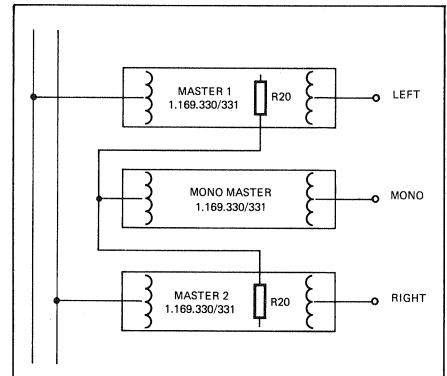 MASTER 1
1.169.330/331
R20
LEFT
MONO MASTER
1.169.330/331
MONO
MASTER 2
1.169.330/331
R20
RIGHT